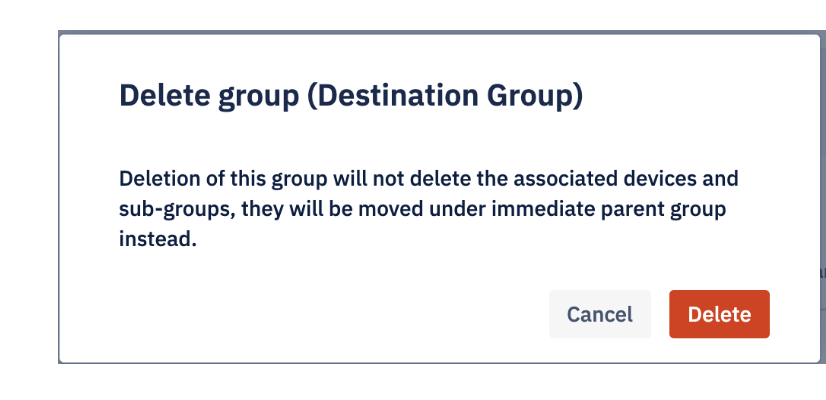 Delete group (Destination Group)
Deletion of this group will not delete the associated devices and
sub-groups, they will be moved under immediate parent group
instead.
Cancel
Delete